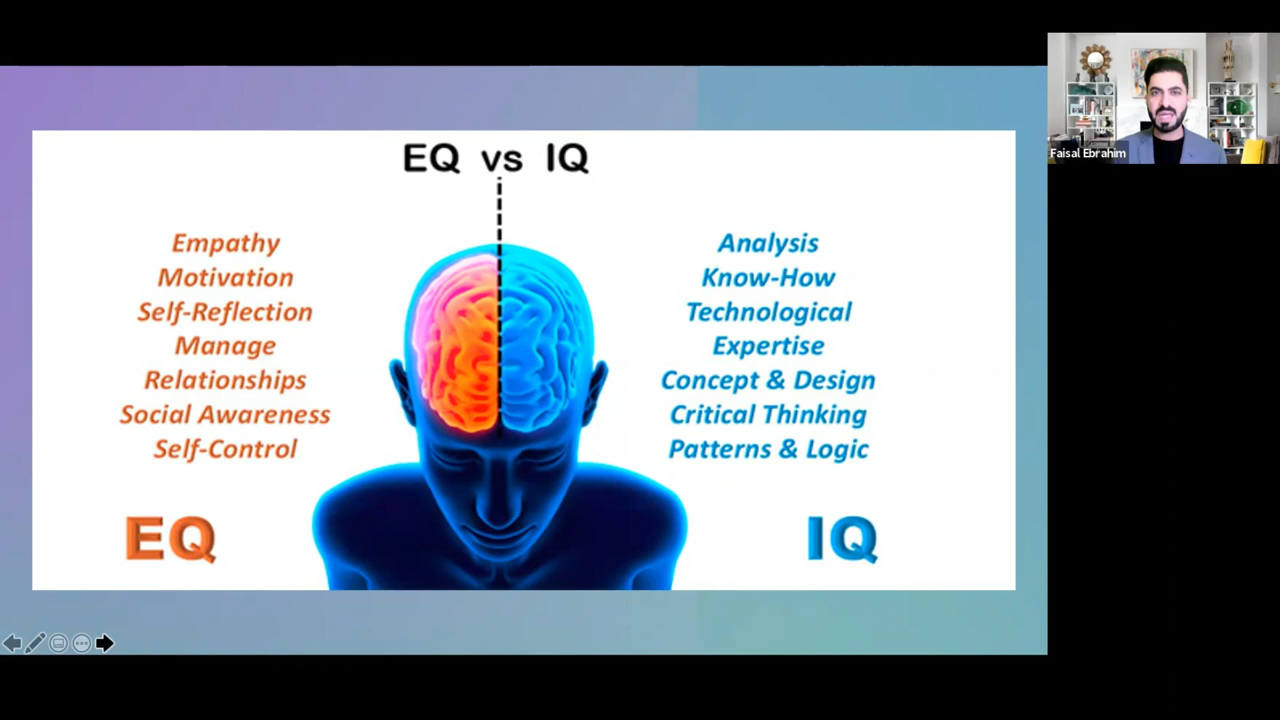 EQ vs IQ
Empathy
Motivation
Self-Reflection
Manage
Relationships
Social Awareness
Self-Control
EQ
Analysis
Know-How
Technological
Expertise
Concept & Design
Critical Thinking
Patterns & Logic
IQ
Faisal Ebrahim